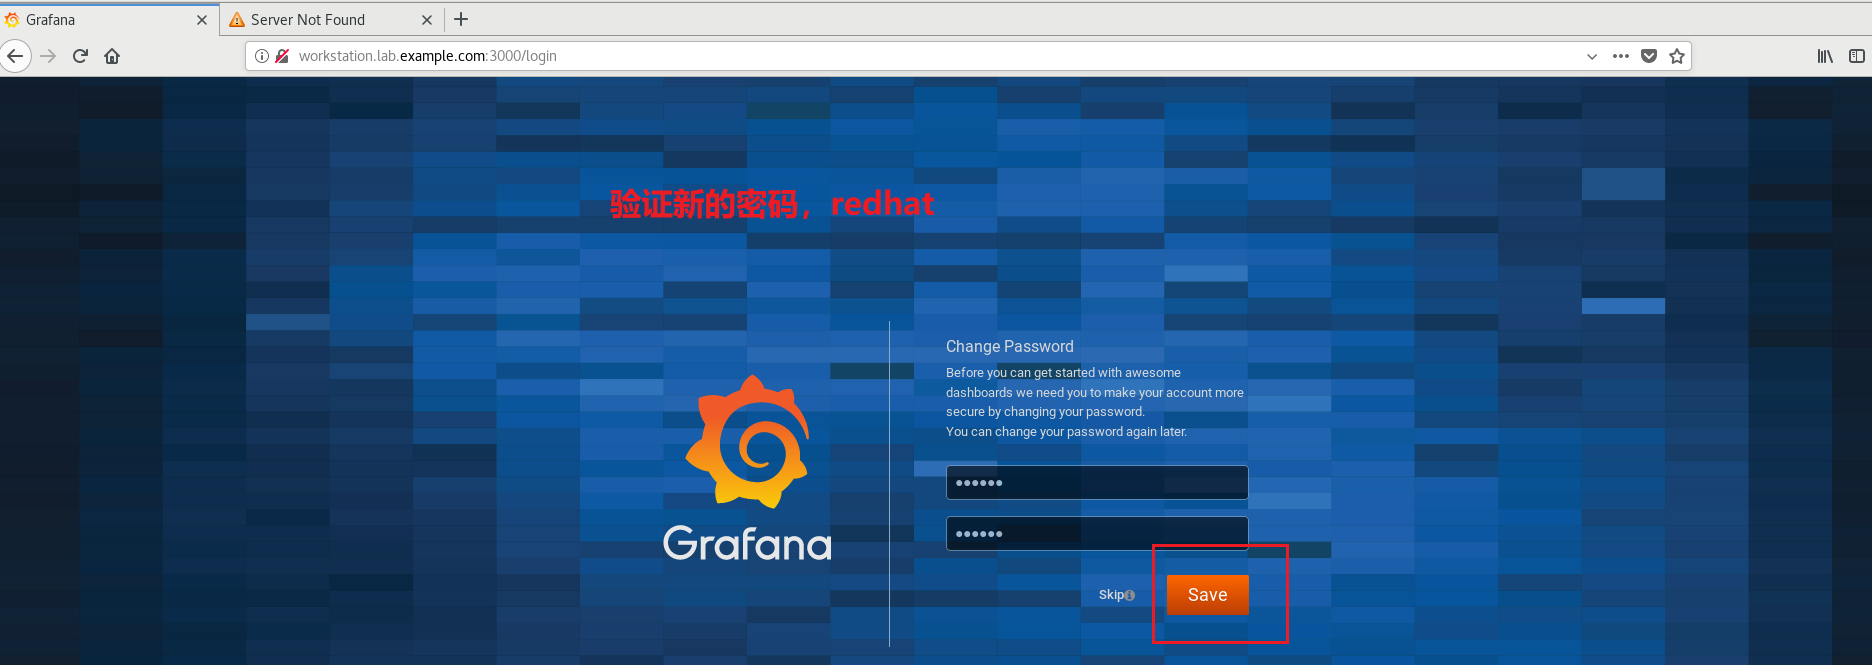 Grafana
Server Not Found
workstation.lab.example.com:3000/login
验证新的密码，redhat
Change Password
Before you can get started with awesome
dashboards we need you to make your account more
secure by changing your password.
You can change your password again later.
Grafana
Skip
Save